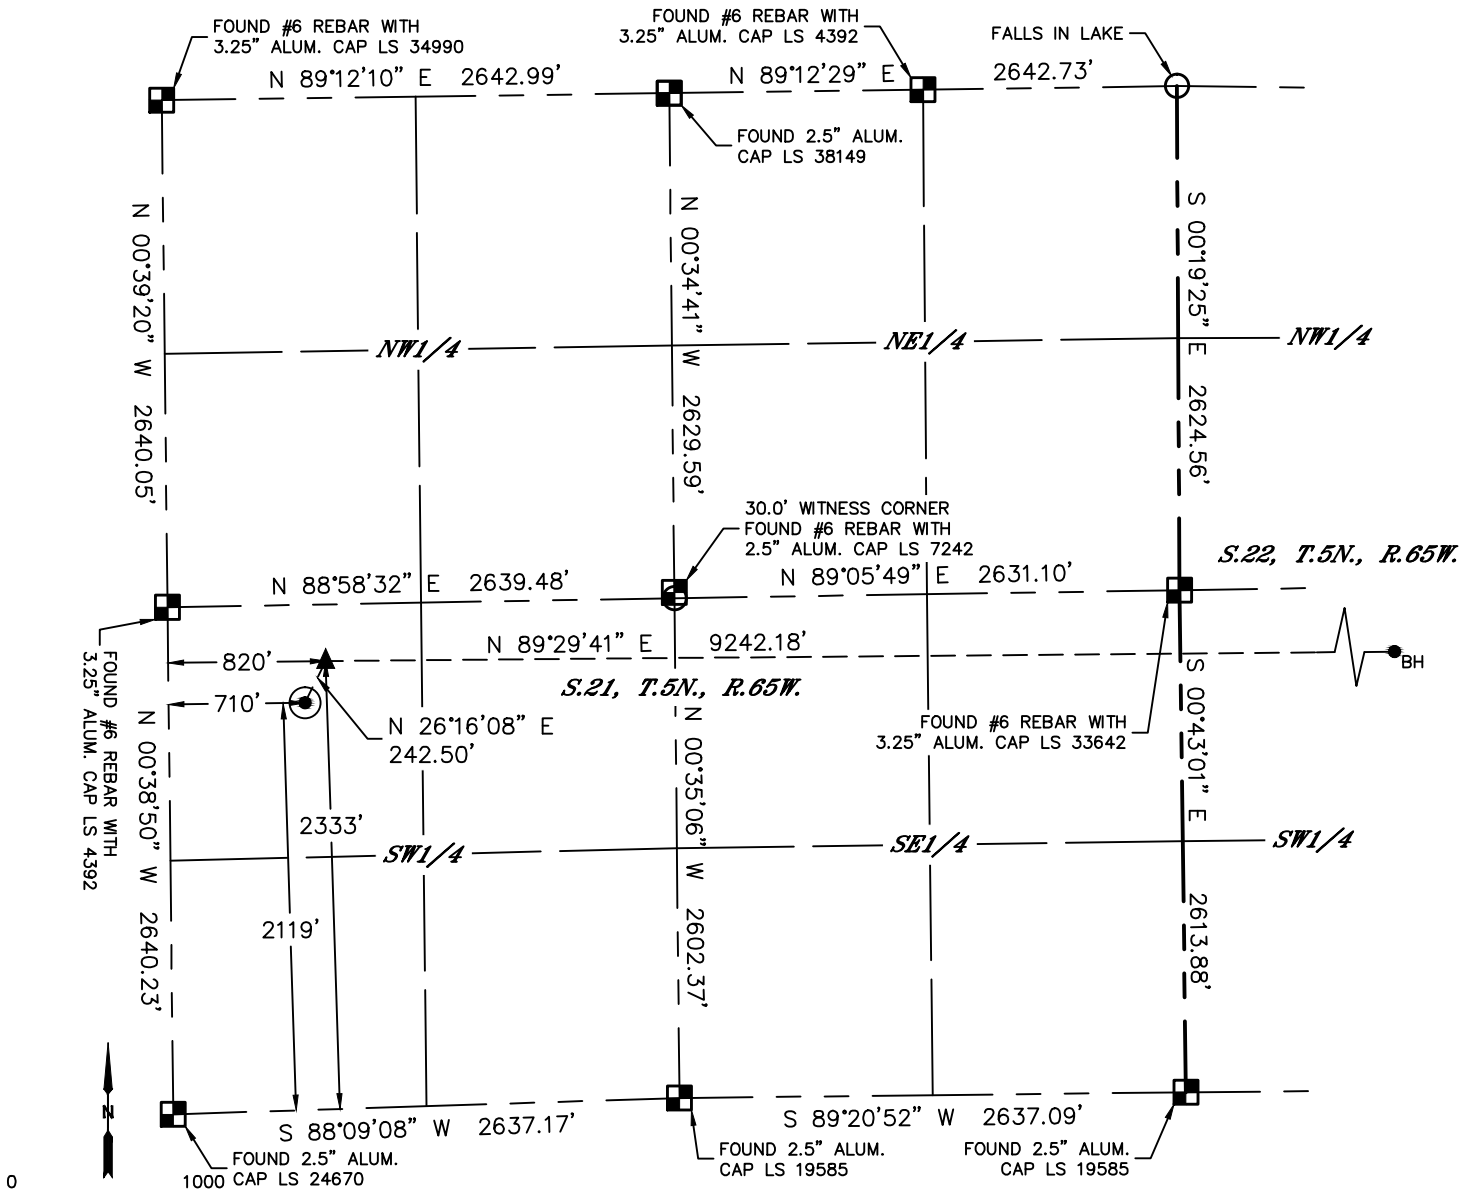 FOUND #6 REBAR WITH
3.25" ALUM. CAP LS 34990
FOUND #6 REBAR WITH
3.25" ALUM. CAP LS 4392
FALLS IN LAKE
N 89°12'10" E 2642.99'
N 89°12'29" E 2642.73'
FOUND 2.5" ALUM.
CAP LS 38149
N 00°39'20" W 2640.05'
N 00°34'41" W 2629.59'
S 00°19'25" E 2624.56'
NW1/4
NE1/4
NW1/4
30.0' WITNESS CORNER
FOUND #6 REBAR WITH
2.5" ALUM. CAP LS 7242
S.22, T.5N., R.65W.
N 88°58'32" E 2639.48'
N 89°05'49" E 2631.10'
N 89°29'41" E 9242.18'
820'
BH
S.21, T.5N., R.65W.
710'
FOUND #6 REBAR WITH
3.25" ALUM. CAP LS 4392
N 26°16'08" E
242.50'
FOUND #6 REBAR WITH
3.25" ALUM. CAP LS 33642
N 00°38'50" W 2640.23'
N 00°35'06" W 2602.37'
S 00°43'01" E 2613.88'
2333'
SW1/4
SE1/4
SW1/4
2119'
N
S 88°09'08" W 2637.17'
S 89°20'52" W 2637.09'
FOUND 2.5" ALUM.
CAP LS 24670
FOUND 2.5" ALUM.
CAP LS 19585
FOUND 2.5" ALUM.
CAP LS 19585
0
1000